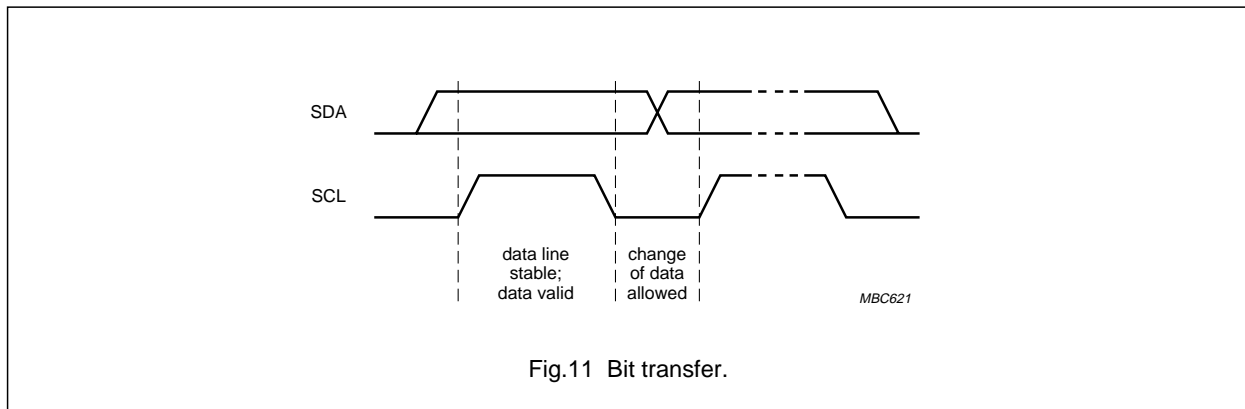 SDA
SCL
data line
stable;
data valid
change
of data
allowed
MBC621
Fig.11 Bit transfer.